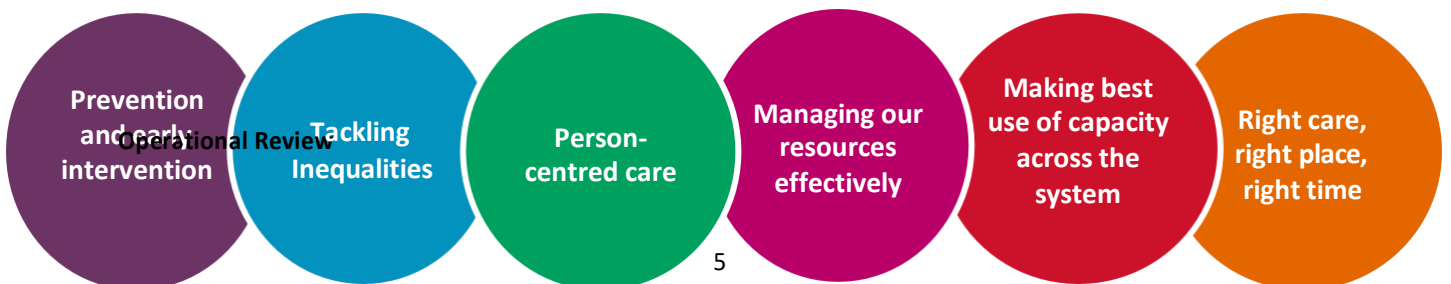 Prevention
and early
intervention
Operational Review
Tackling
Inequalities
Person-
centred care
Managing our
resources
effectively
Making best
use of capacity
across the
system
Right care,
right place,
right time
5